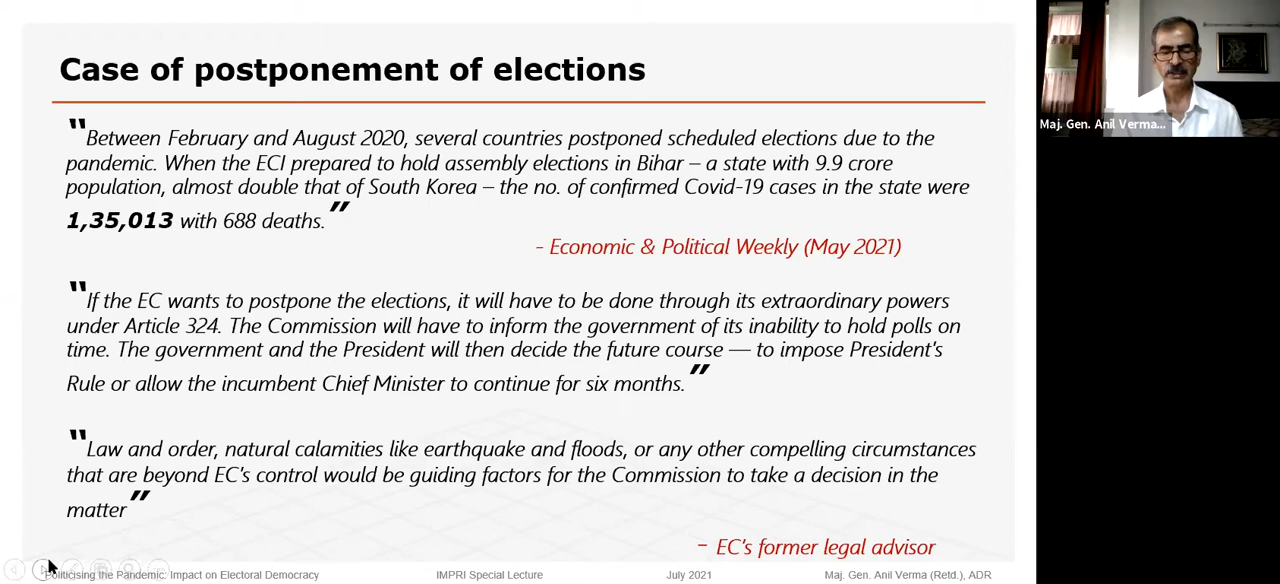 Case of postponement of elections
"Between February and August 2020, several countries postponed scheduled elections due to the
pandemic. When the ECI prepared to hold assembly elections in Bihar – a state with 9.9 crore
population, almost double that of South Korea – the no. of confirmed Covid-19 cases in the state were
1,35,013 with 688 deaths."
- Economic & Political Weekly (May 2021)
"If the EC wants to postpone the elections, it will have to be done through its extraordinary powers
under Article 324. The Commission will have to inform the government of its inability to hold polls on
time. The government and the President will then decide the future course — to impose President's
Rule or allow the incumbent Chief Minister to continue for six months."
"Law and order, natural calamities like earthquake and floods, or any other compelling circumstances
that are beyond EC's control would be guiding factors for the Commission to take a decision in the
matter"
– EC's former legal advisor
Politicising the Pandemic: Impact on Electoral Democracy IMPRI Special Lecture July 2021 Maj. Gen. Anil Verma (Retd.), ADR
Maj. Gen. Anil Verma...